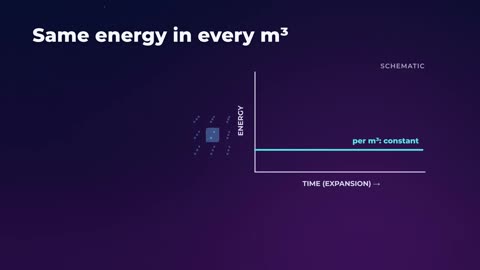 Same energy in every m³
SCHEMATIC
ENERGY
per m³: constant
TIME (EXPANSION) →